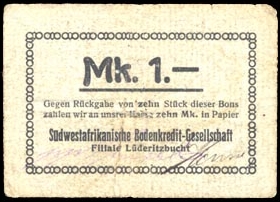 Mk. 1.—
Gegen Rückgabe von zehn Stück dieser Bons
zahlen wir an unsrer Kasse zehn Mk. in Papier
Südwestafrikanische Bodenkredit-Gesellschaft
Filiale Lüderitzbucht